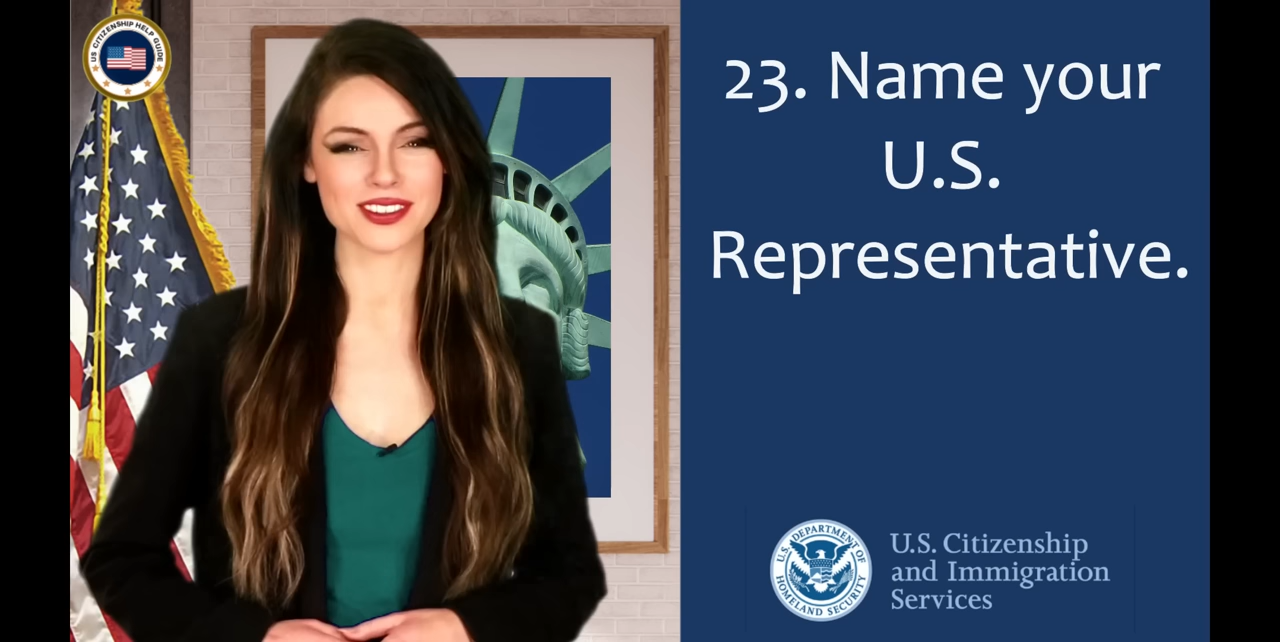 US CITIZENSHIP HELP GUIDE
23. Name your
U.S.
Representative.
U.S. DEPARTMENT OF HOMELAND SECURITY
U.S. Citizenship
and Immigration
Services